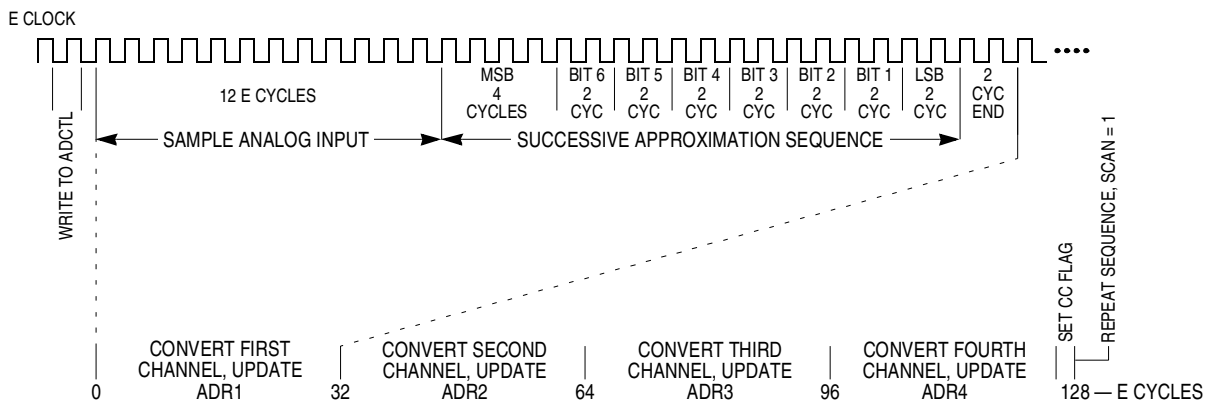 E CLOCK
MSB
4
CYCLES
BIT 6
2
CYC
BIT 5
2
CYC
BIT 4
2
CYC
BIT 3
2
CYC
BIT 2
2
CYC
BIT 1
2
CYC
LSB
2
CYC
2
CYC
END
12 E CYCLES
SAMPLE ANALOG INPUT
SUCCESSIVE APPROXIMATION SEQUENCE
WRITE TO ADCTL
CONVERT FIRST
CHANNEL, UPDATE
ADR1
CONVERT SECOND
CHANNEL, UPDATE
ADR2
CONVERT THIRD
CHANNEL, UPDATE
ADR3
CONVERT FOURTH
CHANNEL, UPDATE
ADR4
SET CC FLAG
REPEAT SEQUENCE, SCAN = 1
0
32
64
96
128 — E CYCLES